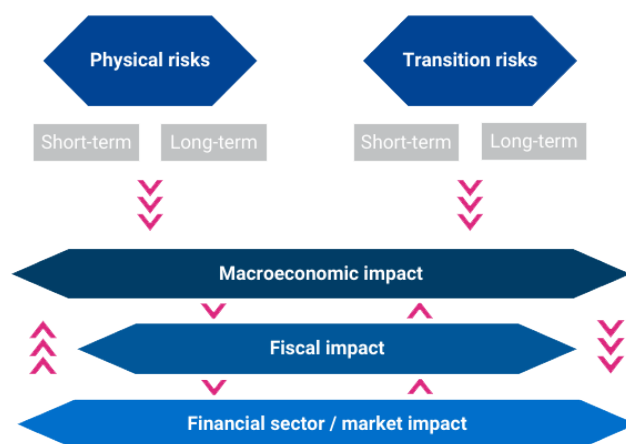 Physical risks
Transition risks
Short-term
Long-term
Short-term
Long-term
Macroeconomic impact
Fiscal impact
Financial sector / market impact